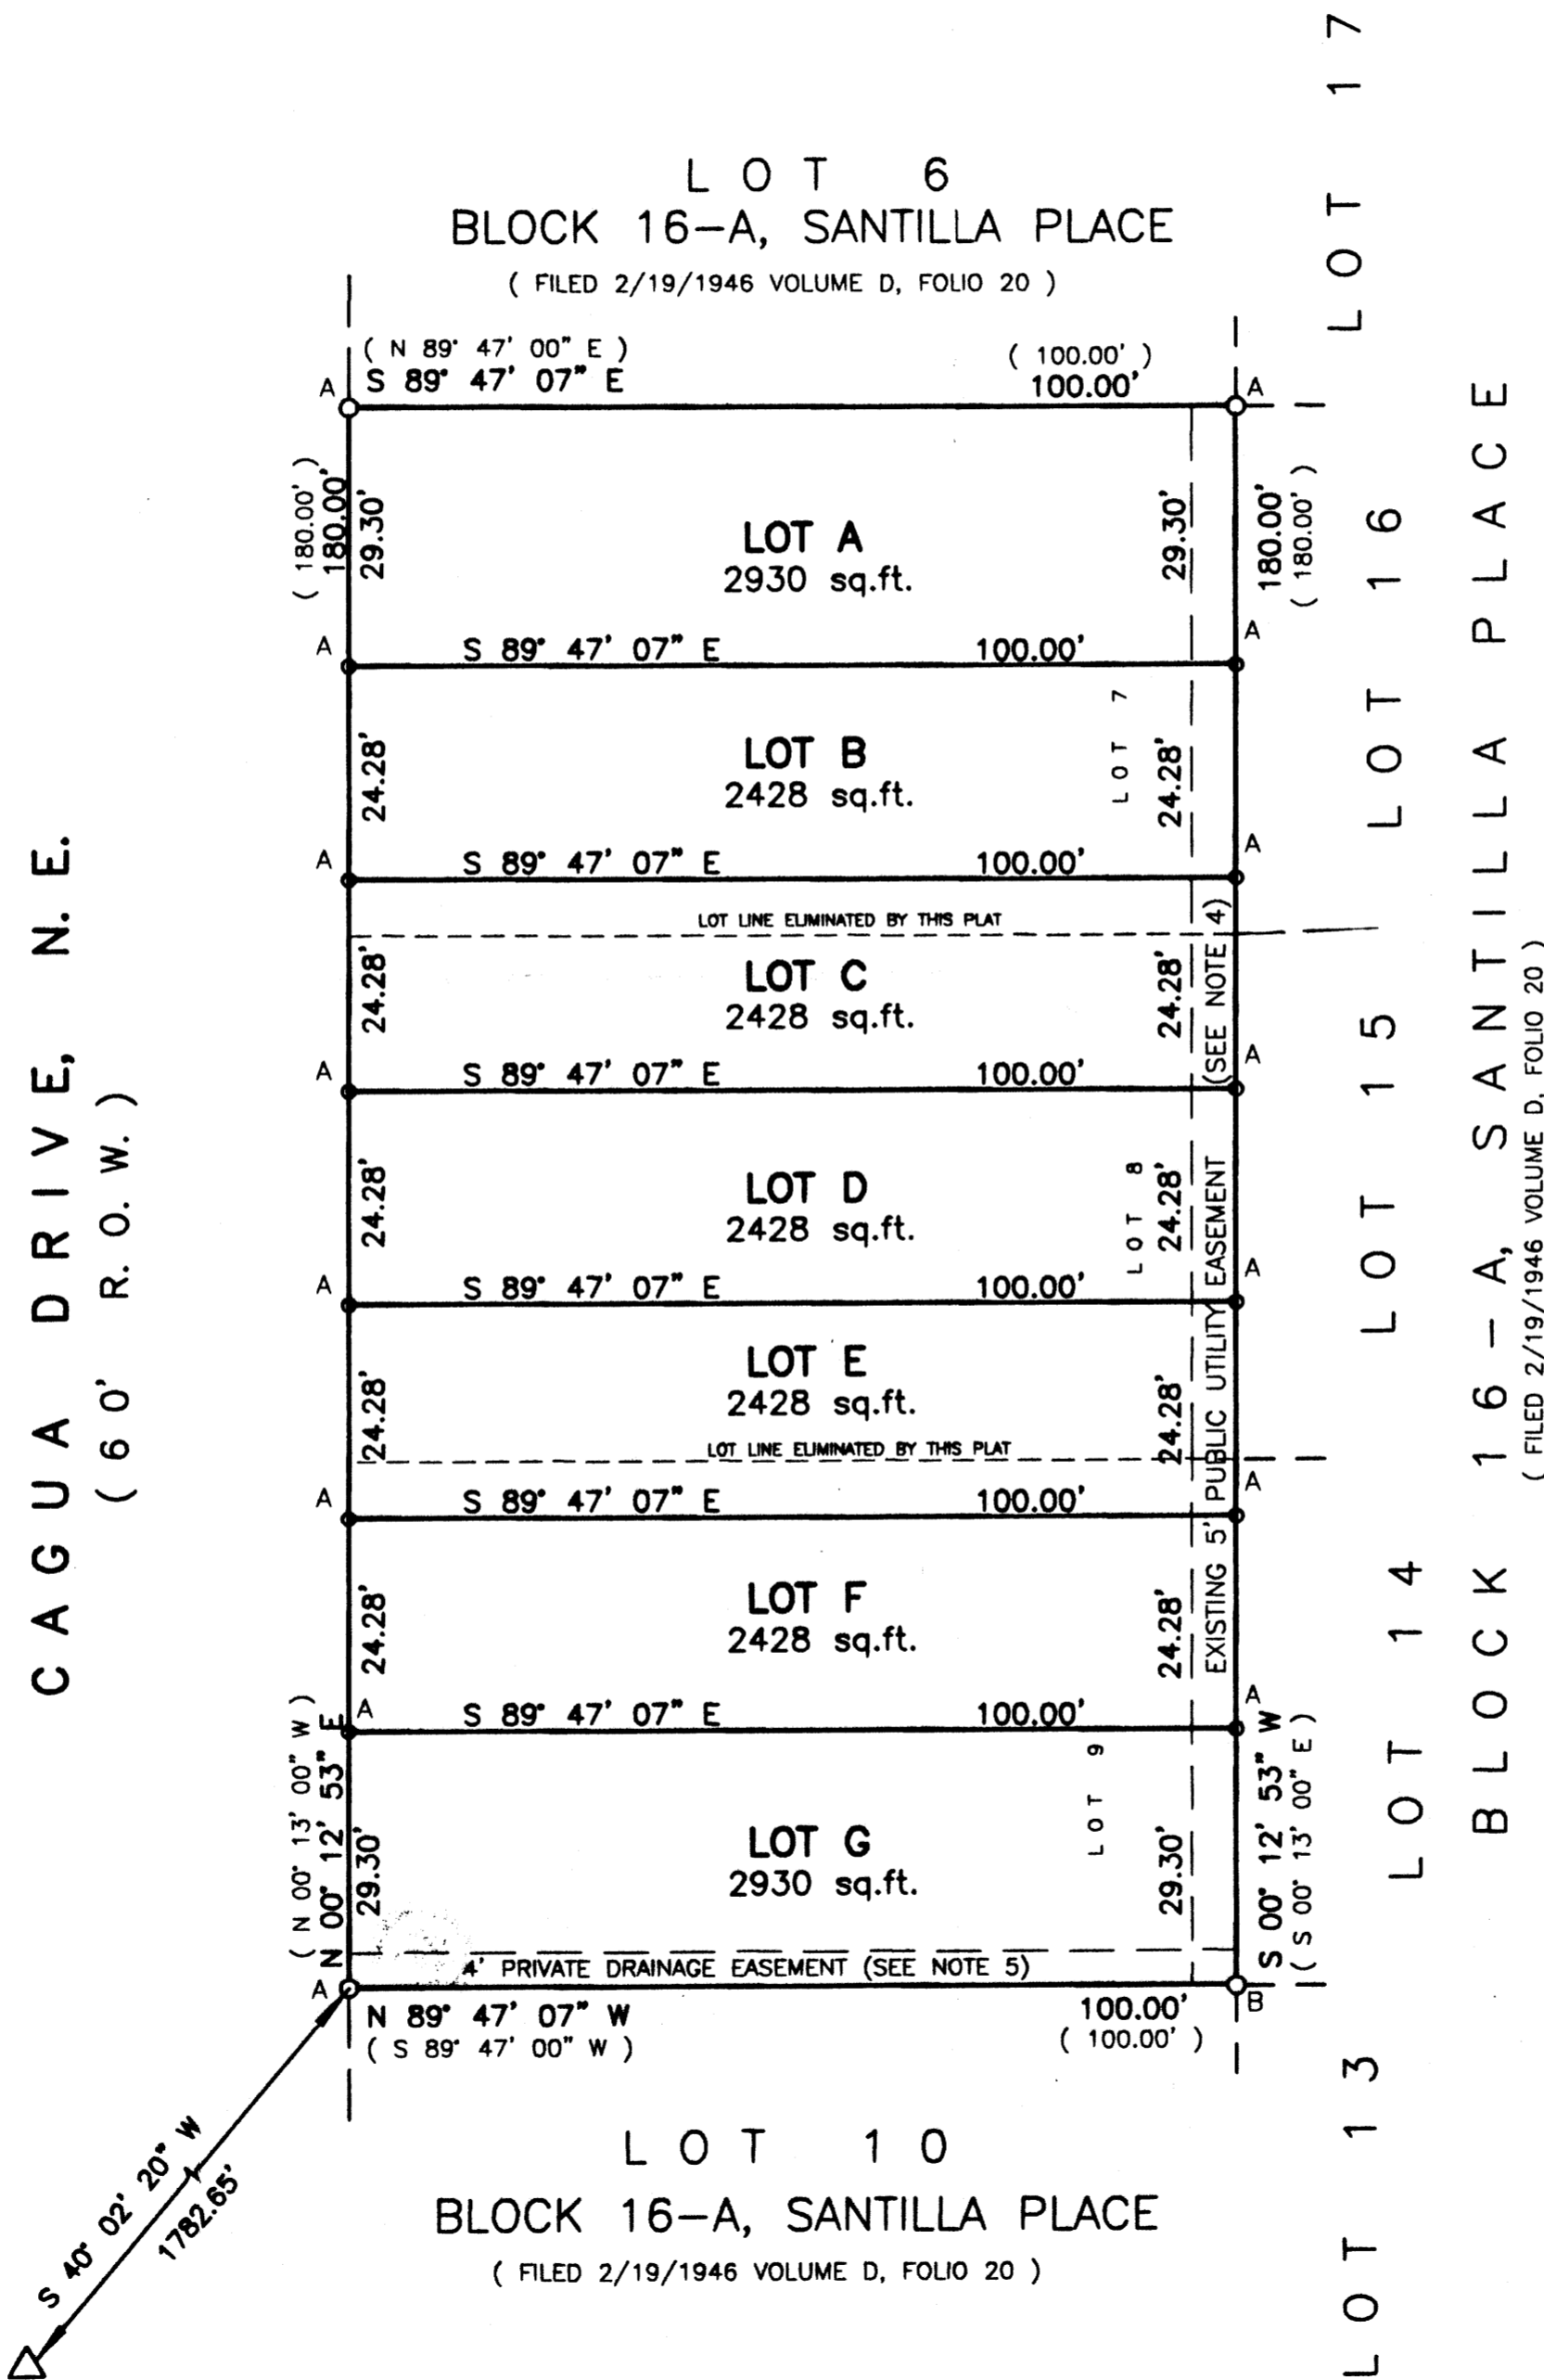 LOT 17
LOT 6
BLOCK 16-A, SANTILLA PLACE
( FILED 2/19/1946 VOLUME D, FOLIO 20 )
( N 89° 47' 00" E )
( 100.00' )
A
S 89° 47' 07" E
100.00'
A
( 180.00' )
180.00'
29.30'
LOT A
2930 sq.ft.
29.30'
180.00'
( 180.00' )
LOT 16
A
S 89° 47' 07" E
100.00'
A
24.28'
LOT B
2428 sq.ft.
LOT 7
24.28'
A
S 89° 47' 07" E
100.00'
A
LOT LINE ELIMINATED BY THIS PLAT
24.28'
LOT C
2428 sq.ft.
24.28'
LOT 15
A
S 89° 47' 07" E
100.00'
A
CAGUA DRIVE, N. E.
( 60' R. O. W. )
24.28'
LOT D
2428 sq.ft.
LOT 8
24.28'
EXISTING 5' PUBLIC UTILITY EASEMENT (SEE NOTE 4)
BLOCK 16-A, SANTILLA PLACE
( FILED 2/19/1946 VOLUME D, FOLIO 20 )
A
S 89° 47' 07" E
100.00'
A
24.28'
LOT E
2428 sq.ft.
24.28'
LOT LINE ELIMINATED BY THIS PLAT
A
S 89° 47' 07" E
100.00'
A
24.28'
LOT F
2428 sq.ft.
24.28'
LOT 14
A
S 89° 47' 07" E
100.00'
A
( N 00° 13' 00" W )
N 00° 12' 53" E
29.30'
LOT G
2930 sq.ft.
LOT 9
29.30'
S 00° 12' 53" W
( S 00° 13' 00" E )
4' PRIVATE DRAINAGE EASEMENT (SEE NOTE 5)
A
N 89° 47' 07" W
100.00'
B
( S 89° 47' 00" W )
( 100.00' )
S 40° 02' 20" W
1782.65'
LOT 10
BLOCK 16-A, SANTILLA PLACE
( FILED 2/19/1946 VOLUME D, FOLIO 20 )
LOT 13